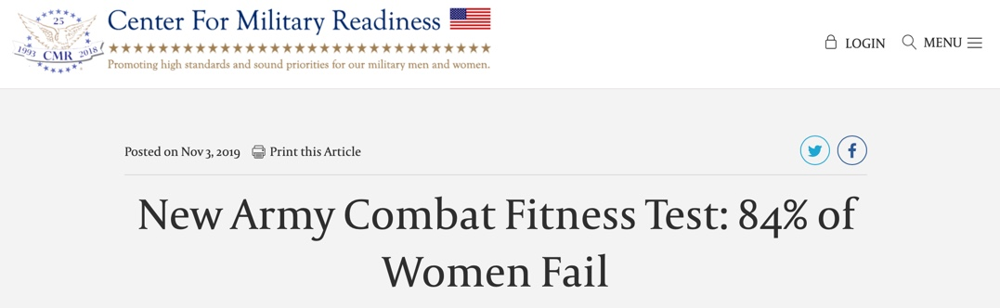 25
1993 CMR 2018
Center For Military Readiness
Promoting high standards and sound priorities for our military men and women.
LOGIN
MENU
Posted on Nov 3, 2019
Print this Article
New Army Combat Fitness Test: 84% of
Women Fail